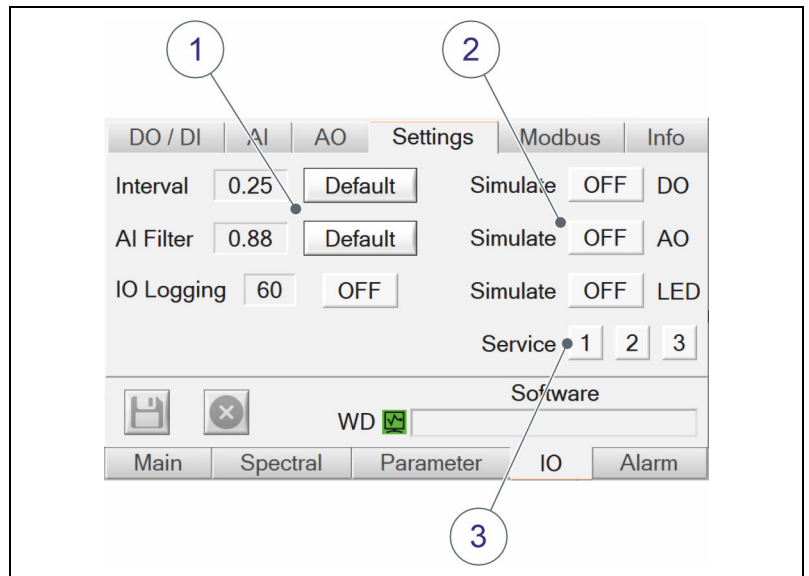 1 2
DO / DI AI AO Settings Modbus Info
Interval 0.25 Default Simulate OFF DO
AI Filter 0.88 Default Simulate OFF AO
IO Logging 60 OFF Simulate OFF LED
Service 1 2 3
Software
WD
Main Spectral Parameter IO Alarm
3